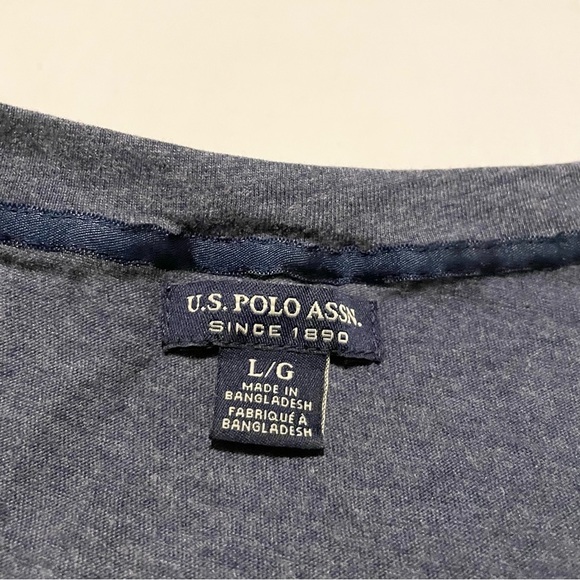 U.S. POLO ASSN.
SINCE 1890
L/G
MADE IN
BANGLADESH
FABRIQUÉ À
BANGLADESH